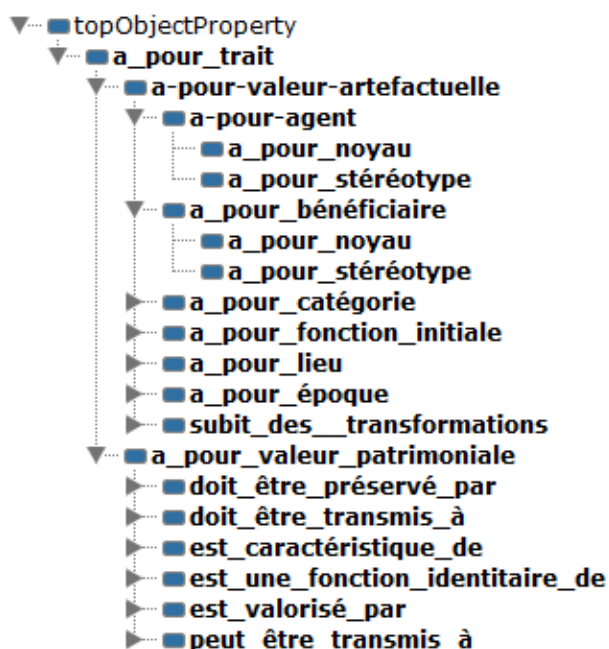 topObjectProperty
a_pour_trait
a-pour-valeur-artefactuelle
a-pour-agent
a_pour_noyau
a_pour_stéréotype
a_pour_bénéficiaire
a_pour_noyau
a_pour_stéréotype
a_pour_catégorie
a_pour_fonction_initiale
a_pour_lieu
a_pour_époque
subit_des__transformations
a_pour_valeur_patrimoniale
doit_être_préservé_par
doit_être_transmis_à
est_caractéristique_de
est_une_fonction_identitaire_de
est_valorisé_par
peut_être_transmis_à